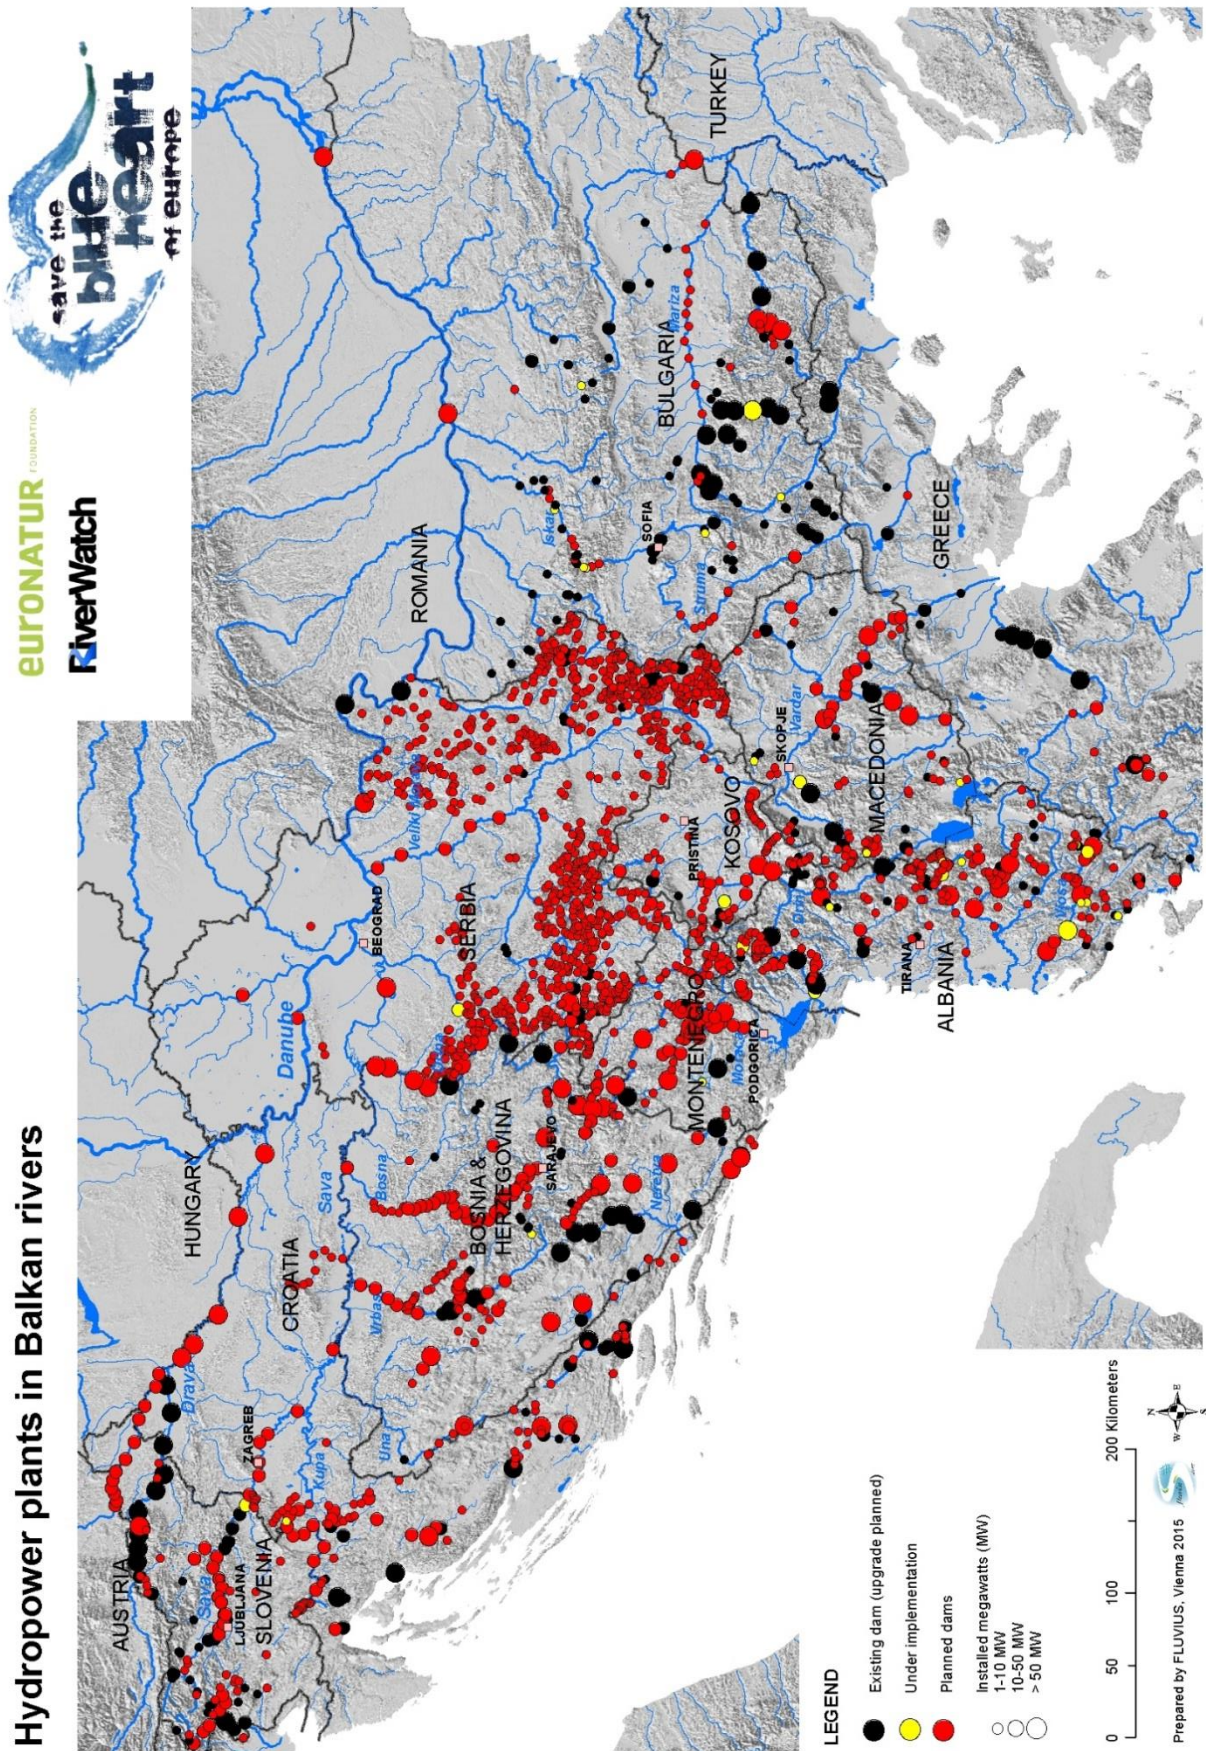 Hydropower plants in Balkan rivers
euroNATUR
FOUNDATION
RiverWatch
save the
blue
heart
of europe
AUSTRIA
HUNGARY
Drava
Sava
LJUBLJANA
SLOVENIA
ZAGREB
Kupa
CROATIA
Sava
Una
Vrbas
Bosna
BOSNIA &
HERZEGOVINA
SARAJEVO
Neretva
Danube
BEOGRAD
SERBIA
Drina
MONTENEGRO
Moraca
PODGORICA
KOSOVO
PRISTINA
Drin
TIRANA
ALBANIA
ROMANIA
SKOPJE
Vardar
MACEDONIA
Iskar
SOFIA
Struma
BULGARIA
Mariza
GREECE
TURKEY
LEGEND
Existing dam (upgrade planned)
Under implementation
Planned dams
Installed megawatts (MW)
1-10 MW
10-50 MW
> 50 MW
0 50 100 200 Kilometers
Prepared by FLUVIUS, Vienna 2015
N
W E
S